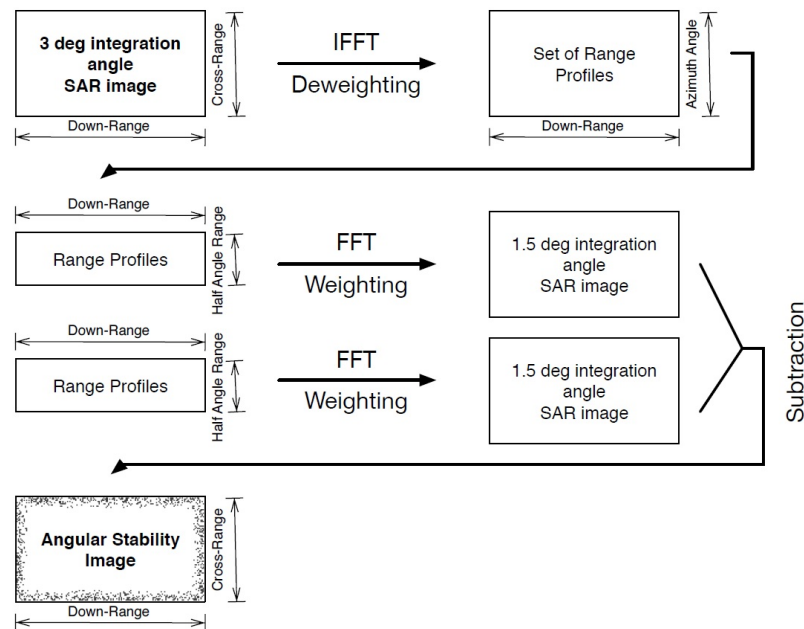 3 deg integration
angle
SAR image
Cross-Range
Down-Range
IFFT
Deweighting
Set of Range
Profiles
Azimuth Angle
Down-Range
Down-Range
Range Profiles
Half Angle Range
FFT
Weighting
1.5 deg integration
angle
SAR image
Down-Range
Range Profiles
Half Angle Range
FFT
Weighting
1.5 deg integration
angle
SAR image
Subtraction
Angular Stability
Image
Cross-Range
Down-Range